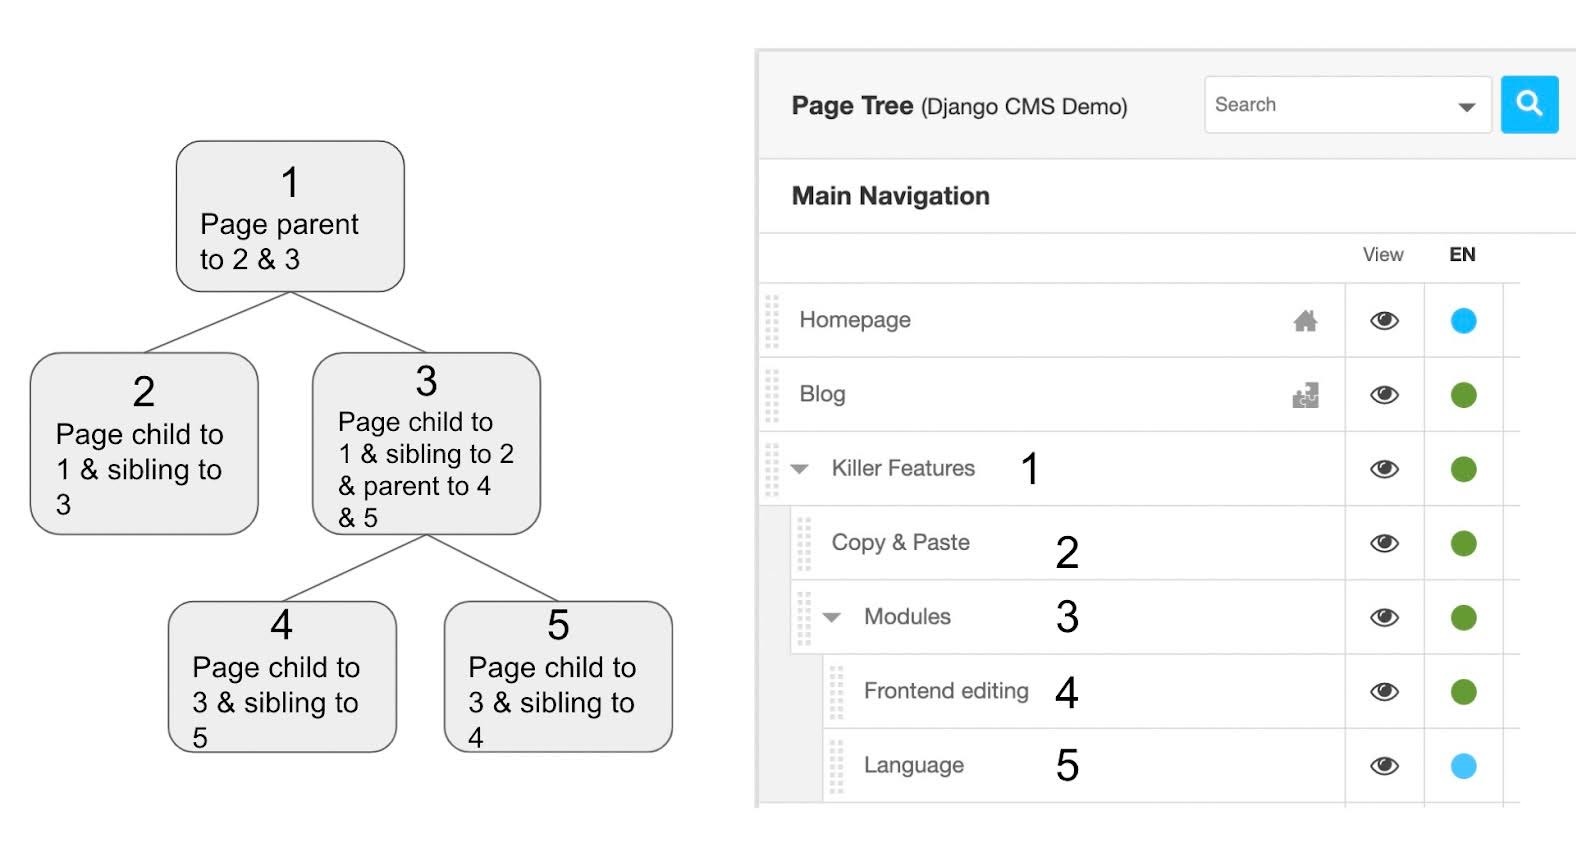 1
Page parent
to 2 & 3
2
Page child to
1 & sibling to
3
3
Page child to
1 & sibling to 2
& parent to 4
& 5
4
Page child to
3 & sibling to
5
5
Page child to
3 & sibling to
4
Page Tree (Django CMS Demo)
Search
Main Navigation
View EN
Homepage
Blog
Killer Features 1
Copy & Paste 2
Modules 3
Frontend editing 4
Language 5